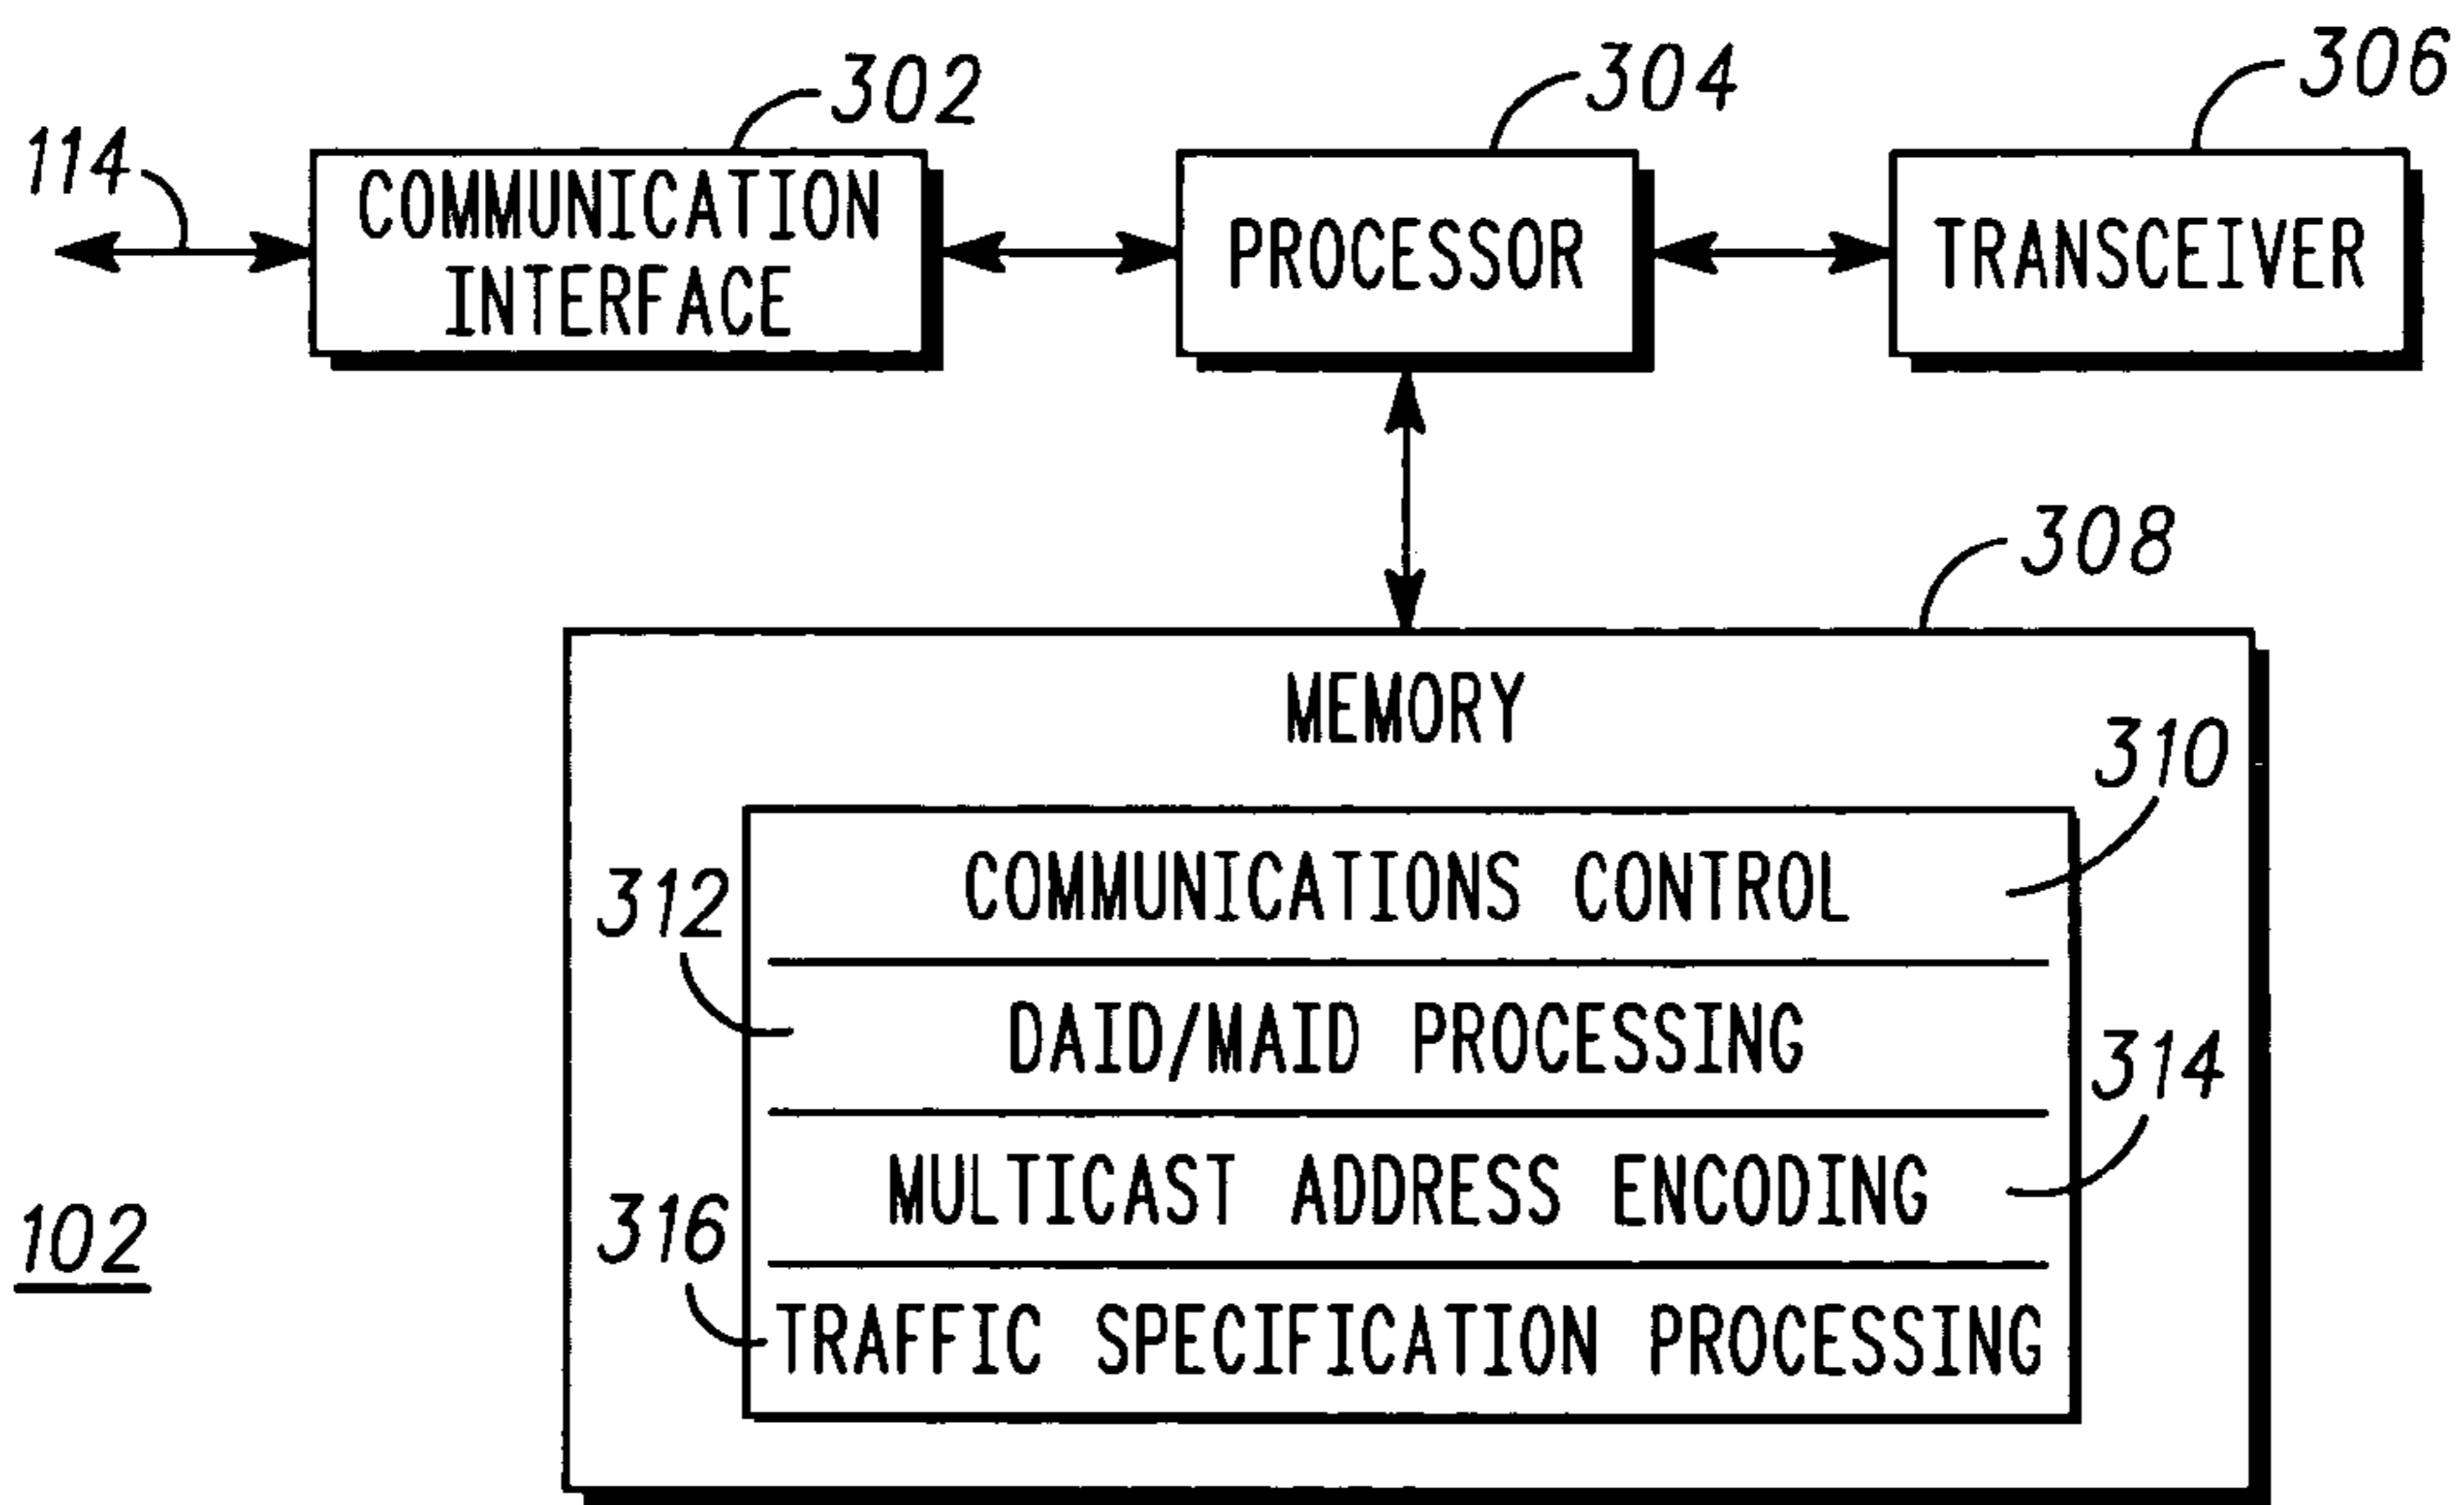 114
302
COMMUNICATION
INTERFACE
304
PROCESSOR
306
TRANSCEIVER
308
MEMORY
310
COMMUNICATIONS CONTROL
312
DAID/MAID PROCESSING
314
MULTICAST ADDRESS ENCODING
316
TRAFFIC SPECIFICATION PROCESSING
102